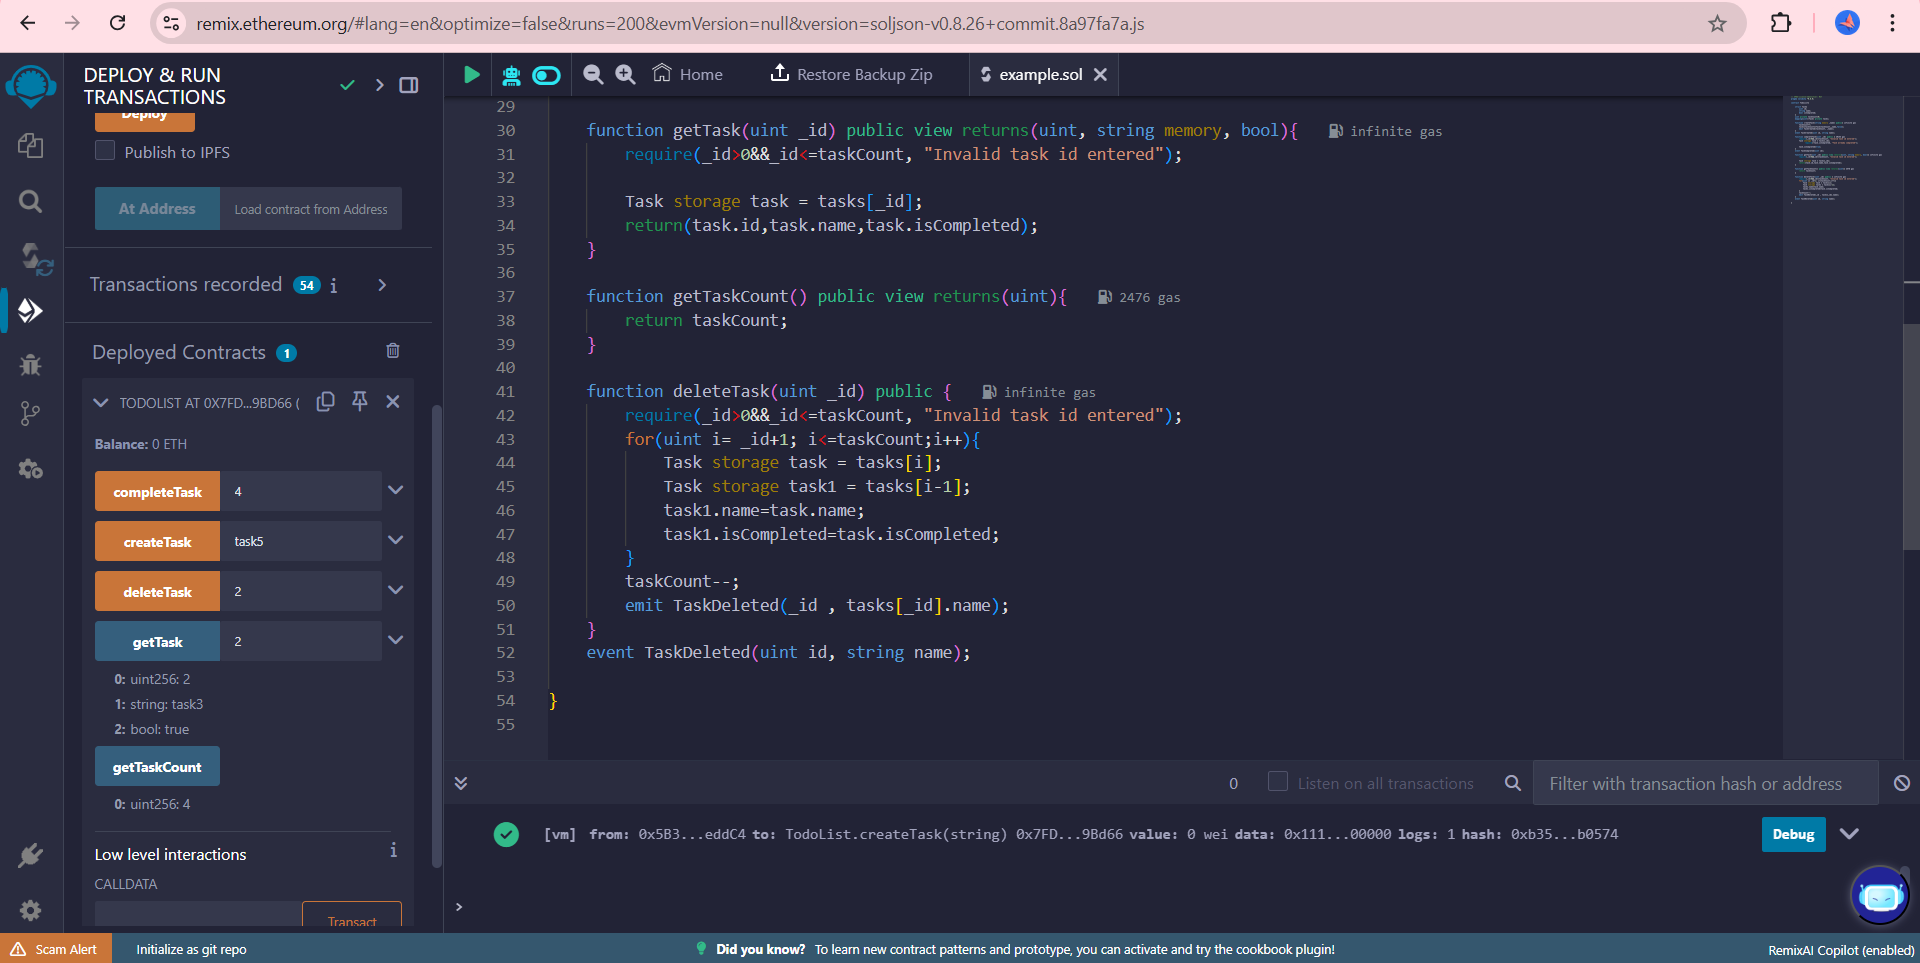 remix.ethereum.org/#lang=en&optimize=false&runs=200&evmVersion=null&version=soljson-v0.8.26+commit.8a97fa7a.js
DEPLOY & RUN
TRANSACTIONS
Deploy
Publish to IPFS
At Address
Load contract from Address
Transactions recorded 54 i
Deployed Contracts 1
TODOLIST AT 0X7FD...9BD66 (
Balance: 0 ETH
completeTask 4
createTask task5
deleteTask 2
getTask 2
0: uint256: 2
1: string: task3
2: bool: true
getTaskCount
0: uint256: 4
Low level interactions i
CALLDATA
Transact
Home
Restore Backup Zip
example.sol
29
30 function getTask(uint _id) public view returns(uint, string memory, bool){ infinite gas
31 require(_id>0&&_id<=taskCount, "Invalid task id entered");
32
33 Task storage task = tasks[_id];
34 return(task.id,task.name,task.isCompleted);
35 }
36
37 function getTaskCount() public view returns(uint){ 2476 gas
38 return taskCount;
39 }
40
41 function deleteTask(uint _id) public { infinite gas
42 require(_id>0&&_id<=taskCount, "Invalid task id entered");
43 for(uint i= _id+1; i<=taskCount;i++){
44 Task storage task = tasks[i];
45 Task storage task1 = tasks[i-1];
46 task1.name=task.name;
47 task1.isCompleted=task.isCompleted;
48 }
49 taskCount--;
50 emit TaskDeleted(_id , tasks[_id].name);
51 }
52 event TaskDeleted(uint id, string name);
53
54 }
55
0 Listen on all transactions Filter with transaction hash or address
[vm] from: 0x5B3...eddC4 to: TodoList.createTask(string) 0x7FD...9Bd66 value: 0 wei data: 0x111...00000 logs: 1 hash: 0xb35...b0574 Debug
>
Scam Alert Initialize as git repo Did you know? To learn new contract patterns and prototype, you can activate and try the cookbook plugin! RemixAI Copilot (enabled)